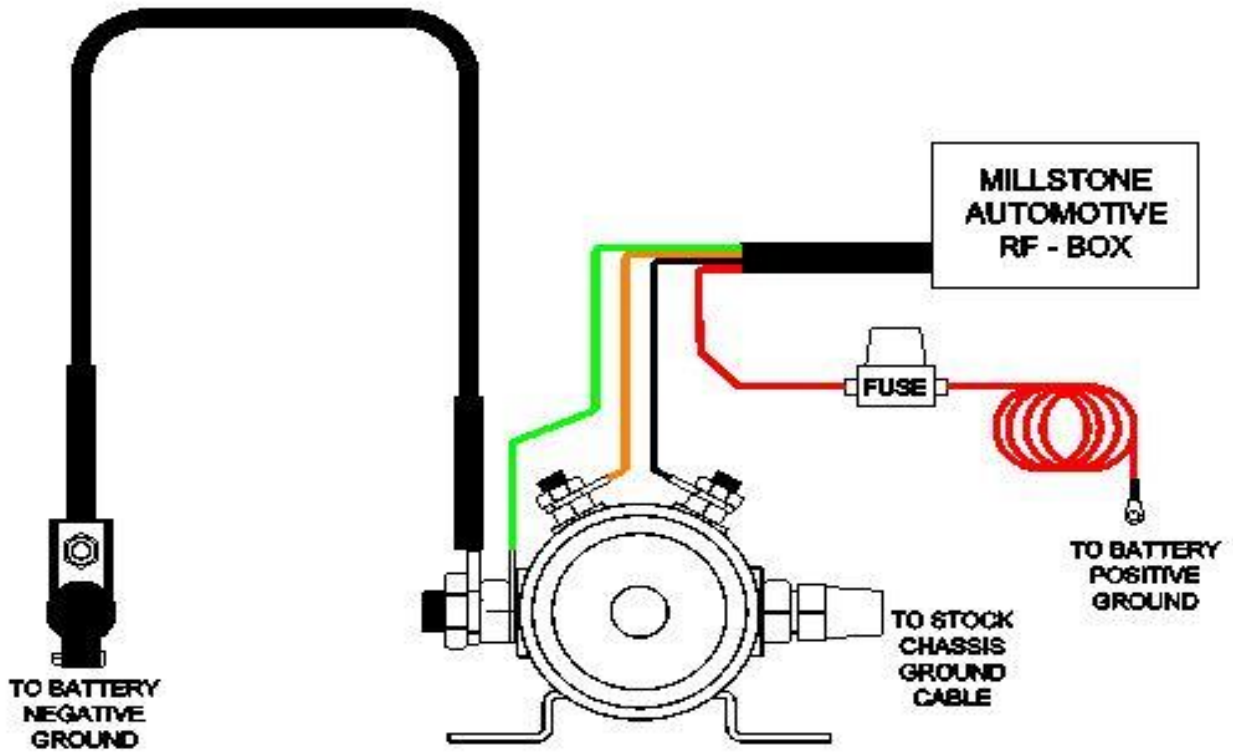 MILLSTONE
AUTOMOTIVE
RF - BOX
FUSE
TO BATTERY
POSITIVE
GROUND
TO STOCK
CHASSIS
GROUND
CABLE
TO BATTERY
NEGATIVE
GROUND